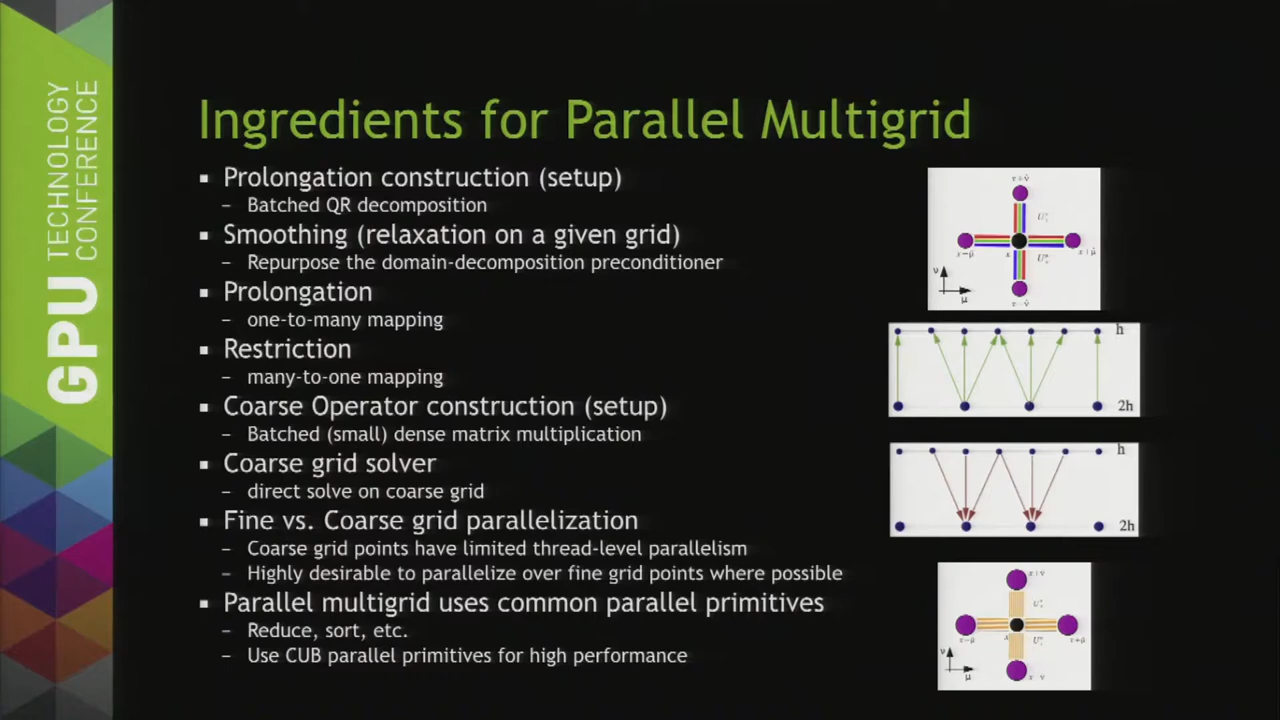 GPU TECHNOLOGY
CONFERENCE
Ingredients for Parallel Multigrid
▪ Prolongation construction (setup)
– Batched QR decomposition
▪ Smoothing (relaxation on a given grid)
– Repurpose the domain-decomposition preconditioner
▪ Prolongation
– one-to-many mapping
▪ Restriction
– many-to-one mapping
▪ Coarse Operator construction (setup)
– Batched (small) dense matrix multiplication
▪ Coarse grid solver
– direct solve on coarse grid
▪ Fine vs. Coarse grid parallelization
– Coarse grid points have limited thread-level parallelism
– Highly desirable to parallelize over fine grid points where possible
▪ Parallel multigrid uses common parallel primitives
– Reduce, sort, etc.
– Use CUB parallel primitives for high performance
ν
μ
h
2h
h
2h
ν
μ